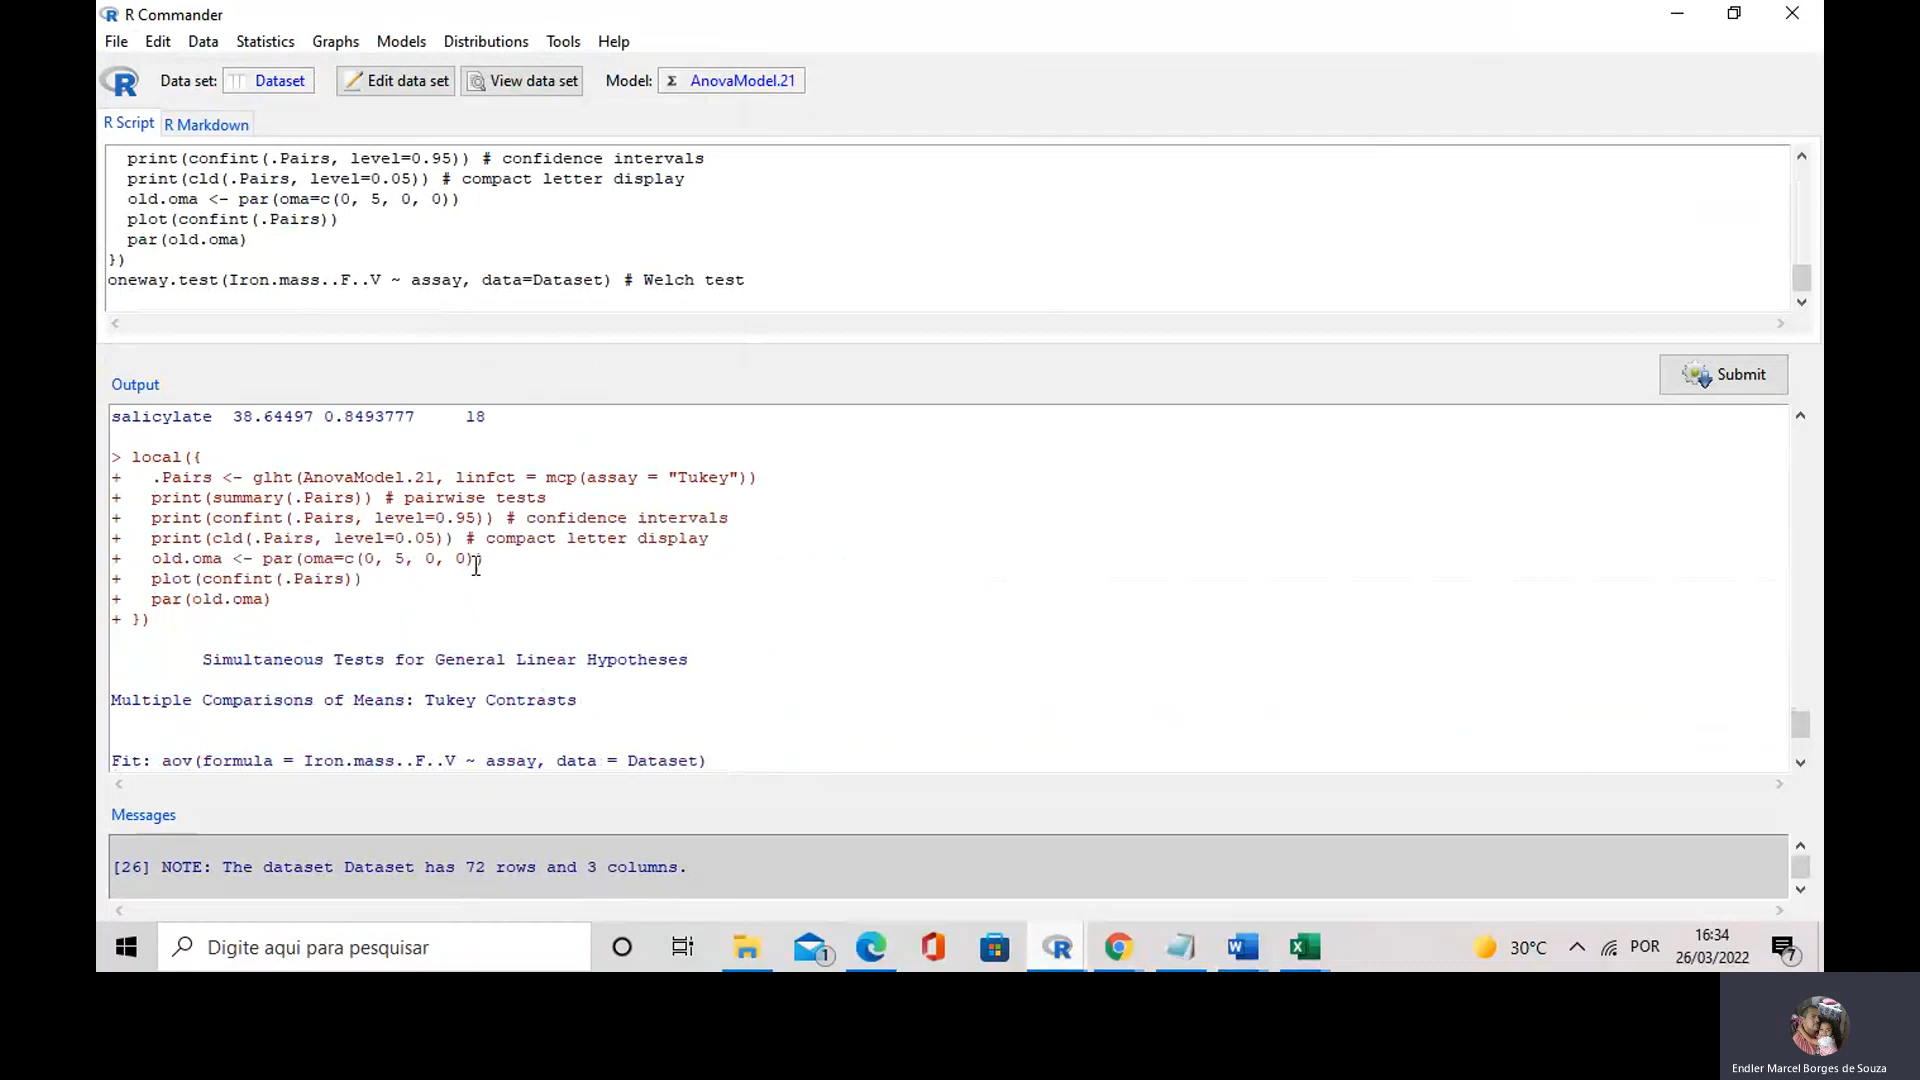 R Commander
File Edit Data Statistics Graphs Models Distributions Tools Help
R Data set: Dataset Edit data set View data set Model: Σ AnovaModel.21
R Script R Markdown
print(confint(.Pairs, level=0.95)) # confidence intervals
print(cld(.Pairs, level=0.05)) # compact letter display
old.oma <- par(oma=c(0, 5, 0, 0))
plot(confint(.Pairs))
par(old.oma)
})
oneway.test(Iron.mass..F..V ~ assay, data=Dataset) # Welch test
Submit
Output
salicylate 38.64497 0.8493777 18
> local({
+ .Pairs <- glht(AnovaModel.21, linfct = mcp(assay = "Tukey"))
+ print(summary(.Pairs)) # pairwise tests
+ print(confint(.Pairs, level=0.95)) # confidence intervals
+ print(cld(.Pairs, level=0.05)) # compact letter display
+ old.oma <- par(oma=c(0, 5, 0, 0))
+ plot(confint(.Pairs))
+ par(old.oma)
+ })
Simultaneous Tests for General Linear Hypotheses
Multiple Comparisons of Means: Tukey Contrasts
Fit: aov(formula = Iron.mass..F..V ~ assay, data = Dataset)
Messages
[26] NOTE: The dataset Dataset has 72 rows and 3 columns.
Digite aqui para pesquisar 1 30°C POR 16:34
26/03/2022 7
Endler Marcel Borges de Souza